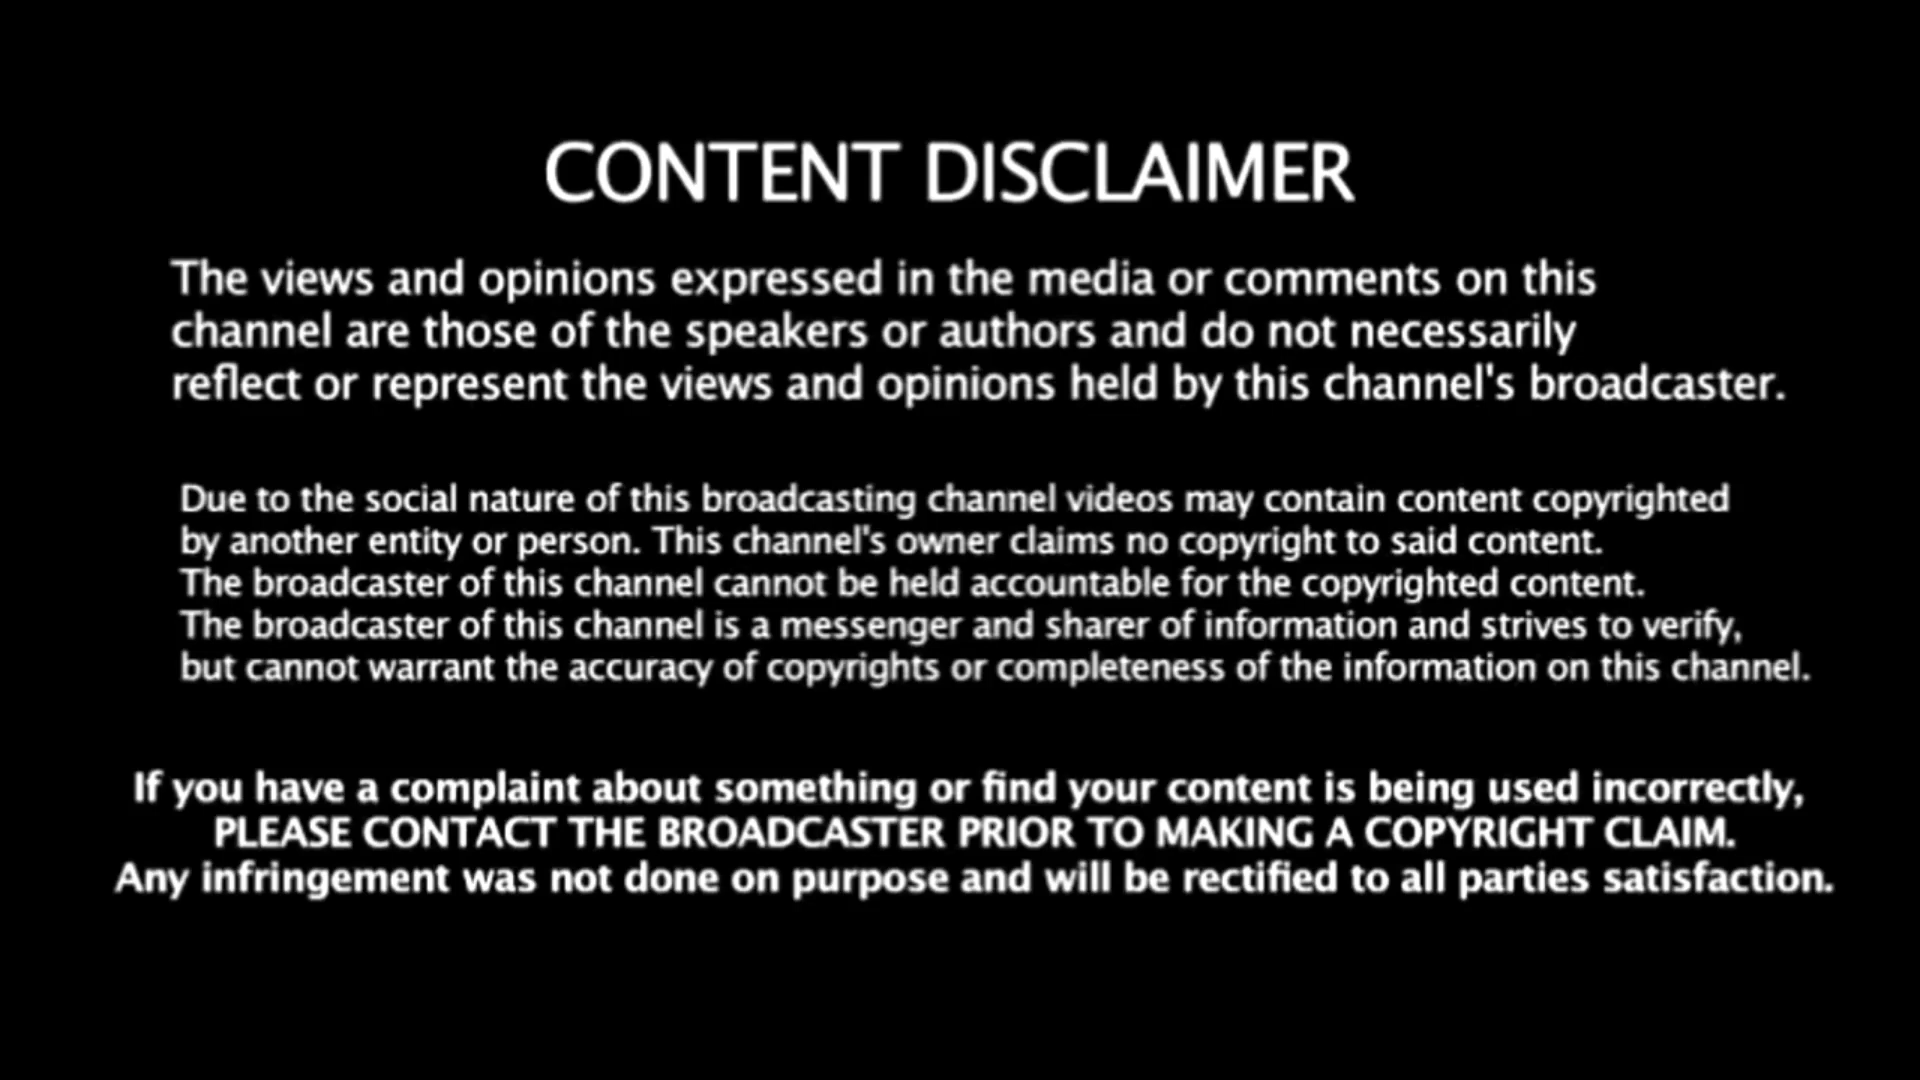 CONTENT DISCLAIMER
The views and opinions expressed in the media or comments on this
channel are those of the speakers or authors and do not necessarily
reflect or represent the views and opinions held by this channel's broadcaster.
Due to the social nature of this broadcasting channel videos may contain content copyrighted
by another entity or person. This channel's owner claims no copyright to said content.
The broadcaster of this channel cannot be held accountable for the copyrighted content.
The broadcaster of this channel is a messenger and sharer of information and strives to verify,
but cannot warrant the accuracy of copyrights or completeness of the information on this channel.
If you have a complaint about something or find your content is being used incorrectly,
PLEASE CONTACT THE BROADCASTER PRIOR TO MAKING A COPYRIGHT CLAIM.
Any infringement was not done on purpose and will be rectified to all parties satisfaction.